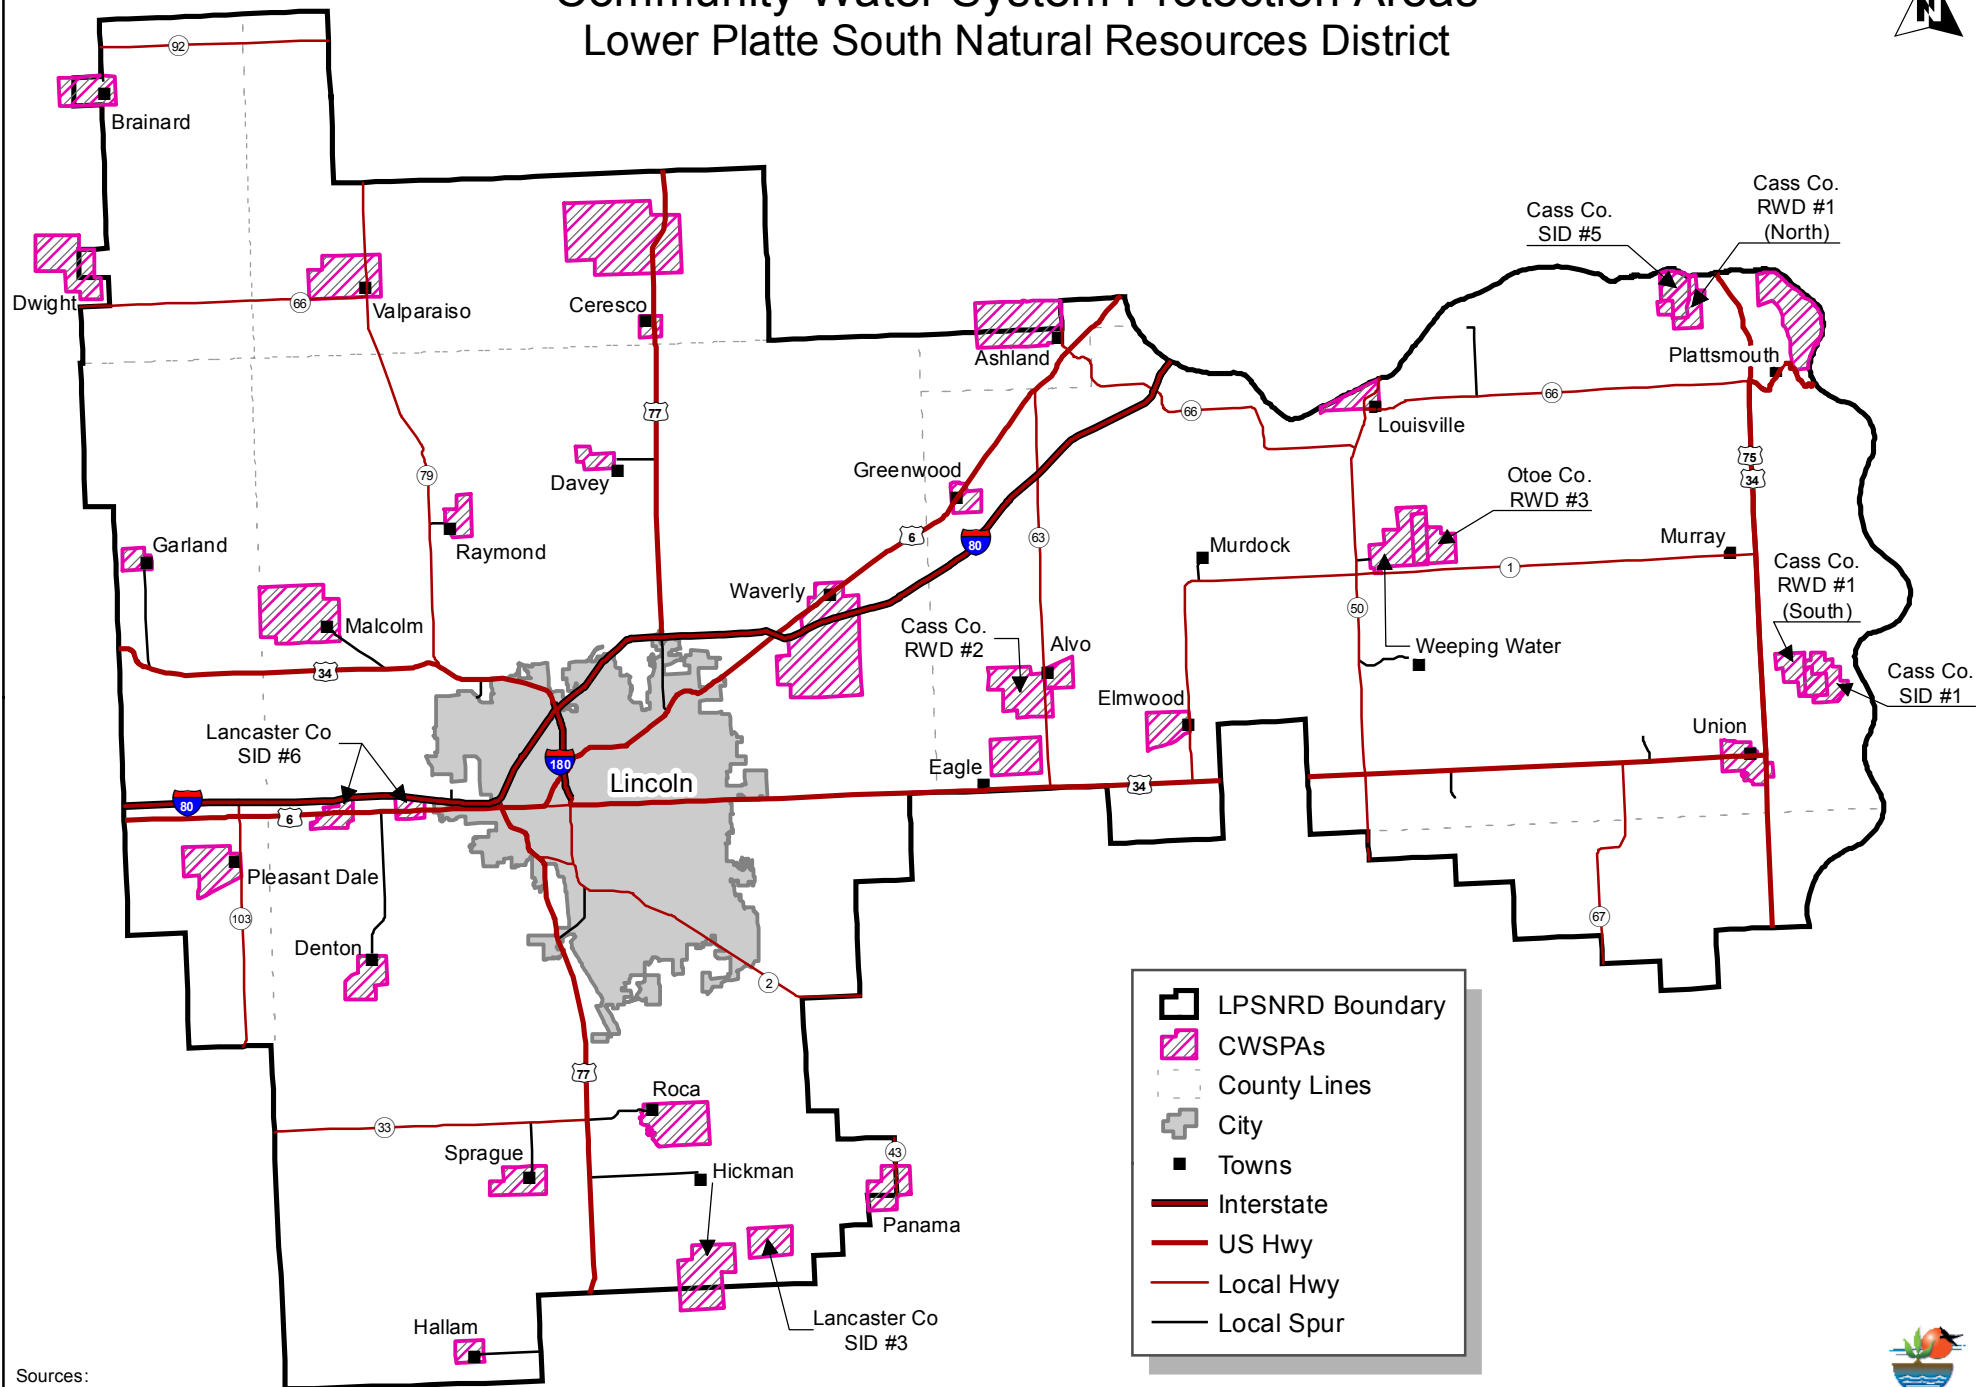 Community Water System Protection Areas
Lower Platte South Natural Resources District
N
92
Brainard
Cass Co.
RWD #1
(North)
Cass Co.
SID #5
Dwight
66
Valparaiso
Ceresco
Ashland
Plattsmouth
66
66
Louisville
77
75
34
79
Davey
Greenwood
Otoe Co.
RWD #3
Raymond
Garland
6
80
63
Murdock
Murray
1
Cass Co.
RWD #1
(South)
Waverly
Malcolm
50
Cass Co.
RWD #2
Alvo
Weeping Water
34
Elmwood
Cass Co.
SID #1
Lancaster Co
SID #6
Union
180
Lincoln
Eagle
34
80
6
Pleasant Dale
103
67
Denton
2
LPSNRD Boundary
CWSPAs
County Lines
City
Towns
Interstate
US Hwy
Local Hwy
Local Spur
77
Roca
33
Sprague
43
Hickman
Panama
Lancaster Co
SID #3
Hallam
Sources: